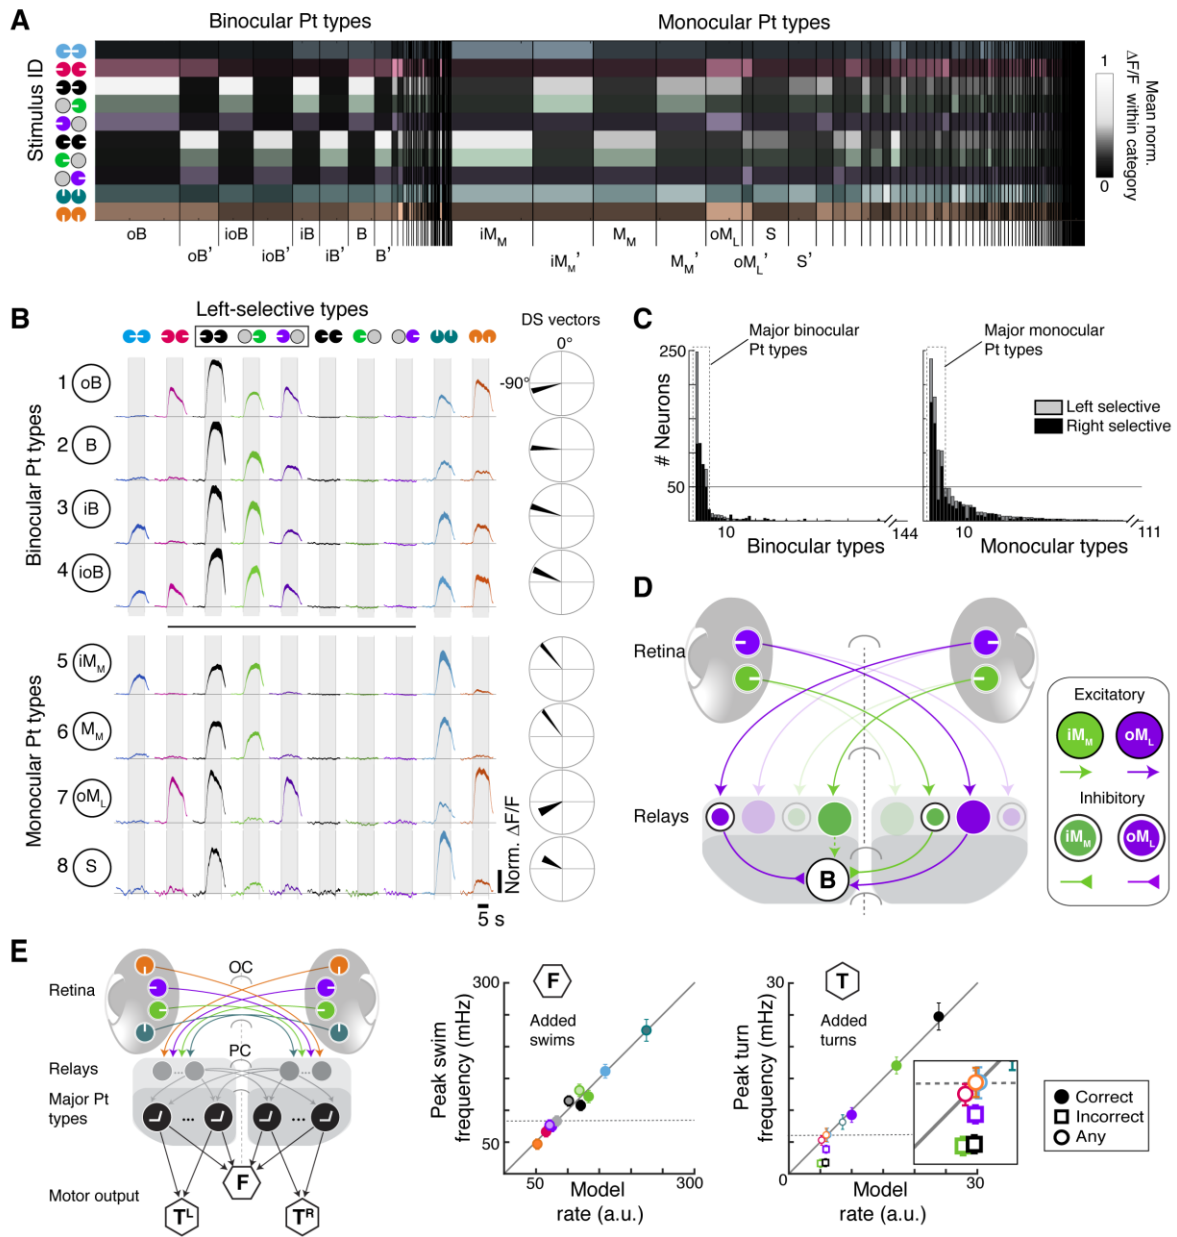 A
Binocular Pt types
Monocular Pt types
Stimulus ID
1
0
Mean norm.
ΔF/F within category
oB
ioB
iB
B
iMM
MM
oML
S
oB'
ioB'
iB'
B'
iMM'
MM'
oML'
S'
B
Left-selective types
DS vectors
0°
-90°
Binocular Pt types
1 oB
2 B
3 iB
4 ioB
Monocular Pt types
5 iMM
6 MM
7 oML
8 S
Norm. ΔF/F
5 s
C
Major binocular
Pt types
Major monocular
Pt types
250
50
# Neurons
Left selective
Right selective
10
144
10
111
Binocular types
Monocular types
D
Retina
Relays
B
Excitatory
iMM
oML
Inhibitory
iMM
oML
E
Retina
OC
PC
Relays
Major Pt
types
Motor output
F
TL
TR
300
F
Added
swims
Peak swim
frequency (mHz)
50
50
300
Model
rate (a.u.)
30
T
Added
turns
Peak turn
frequency (mHz)
0
0
30
Model
rate (a.u.)
Correct
Incorrect
Any